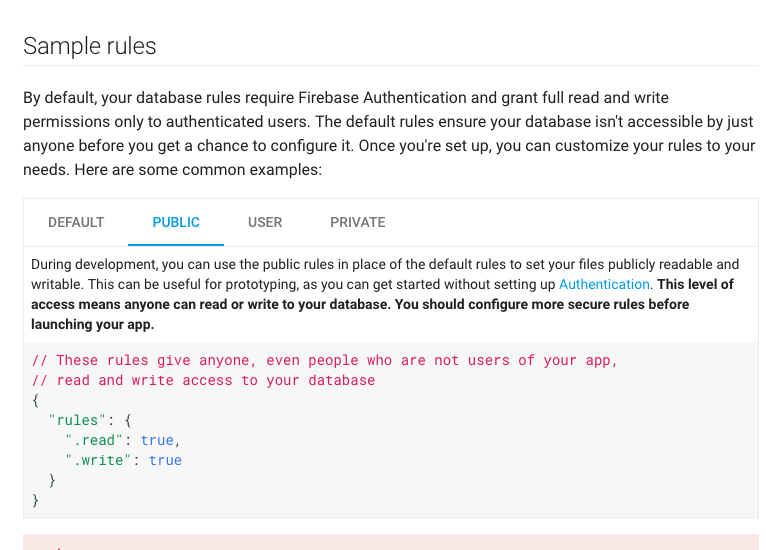 Sample rules
By default, your database rules require Firebase Authentication and grant full read and write
permissions only to authenticated users. The default rules ensure your database isn't accessible by just
anyone before you get a chance to configure it. Once you're set up, you can customize your rules to your
needs. Here are some common examples:
DEFAULT PUBLIC USER PRIVATE
During development, you can use the public rules in place of the default rules to set your files publicly readable and
writable. This can be useful for prototyping, as you can get started without setting up Authentication. This level of
access means anyone can read or write to your database. You should configure more secure rules before
launching your app.
// These rules give anyone, even people who are not users of your app,
// read and write access to your database
{
  "rules": {
    ".read": true,
    ".write": true
  }
}